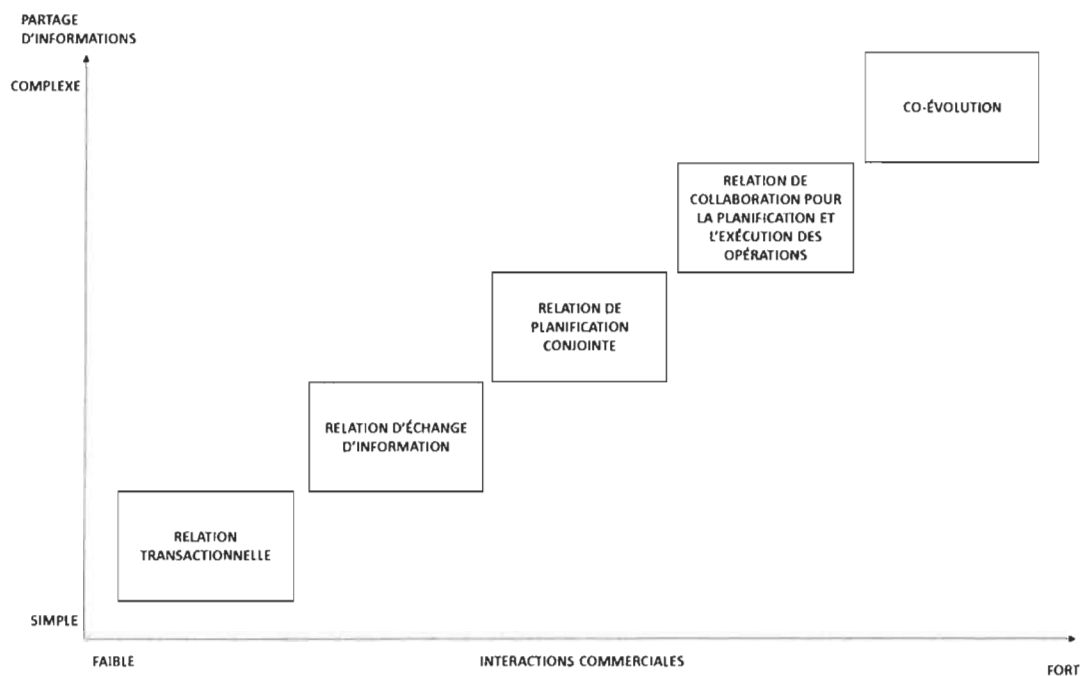 PARTAGE
D'INFORMATIONS
COMPLEXE
CO-ÉVOLUTION
RELATION DE
COLLABORATION POUR
LA PLANIFICATION ET
L'EXÉCUTION DES
OPÉRATIONS
RELATION DE
PLANIFICATION
CONJOINTE
RELATION D'ÉCHANGE
D'INFORMATION
RELATION
TRANSACTIONNELLE
SIMPLE
FAIBLE
INTERACTIONS COMMERCIALES
FORT